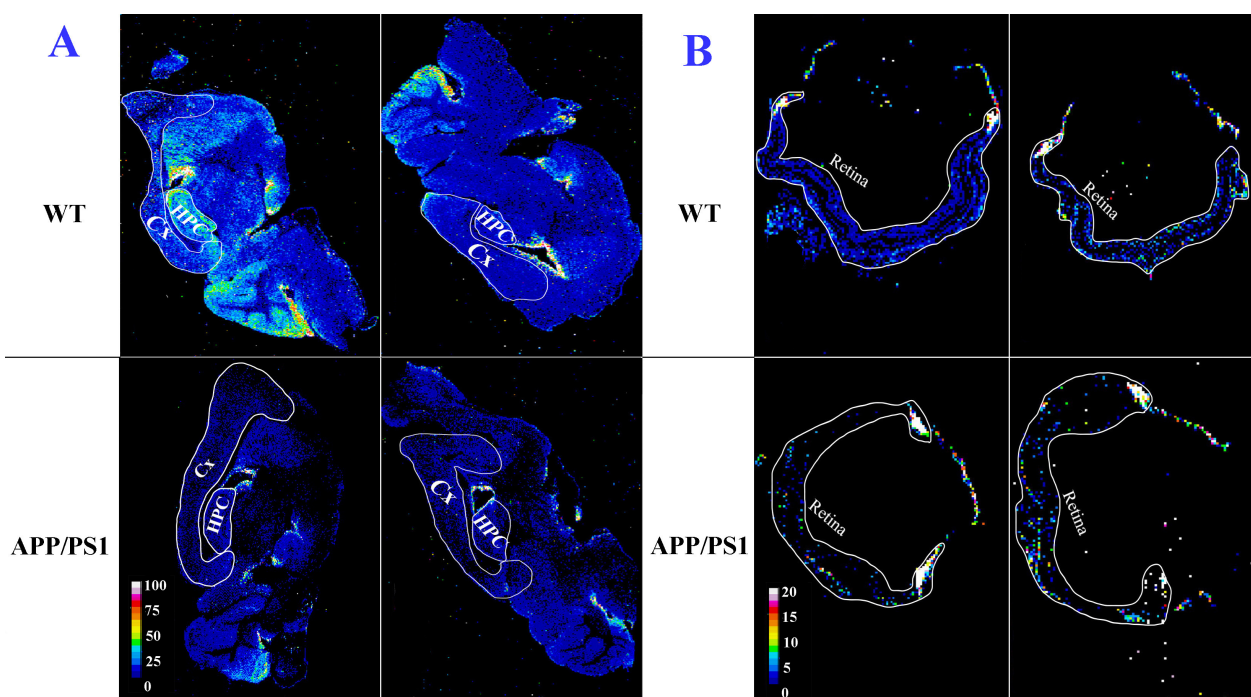 A
B
WT
HPC
Cx
HPC
Cx
WT
Retina
Retina
APP/PS1
Cx
HPC
Cx
HPC
APP/PS1
Retina
Retina
100
75
50
25
0
20
15
10
5
0